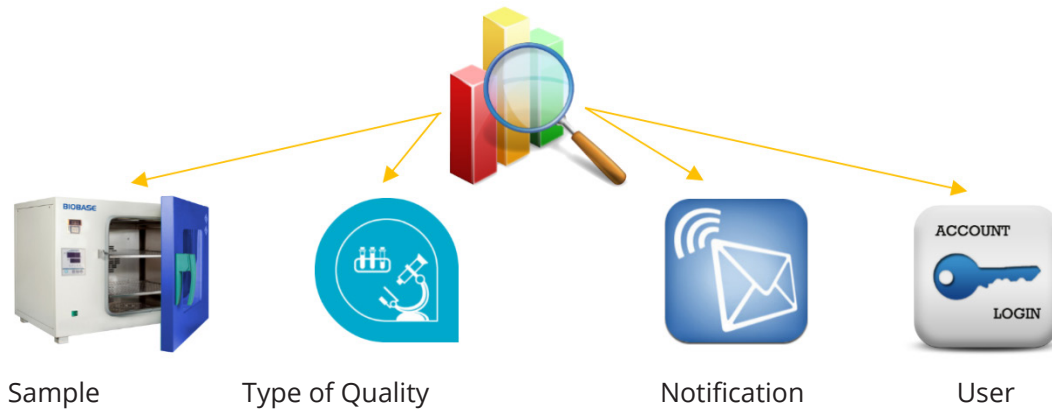 BIOBASE
ACCOUNT
LOGIN
Sample
Type of Quality
Notification
User